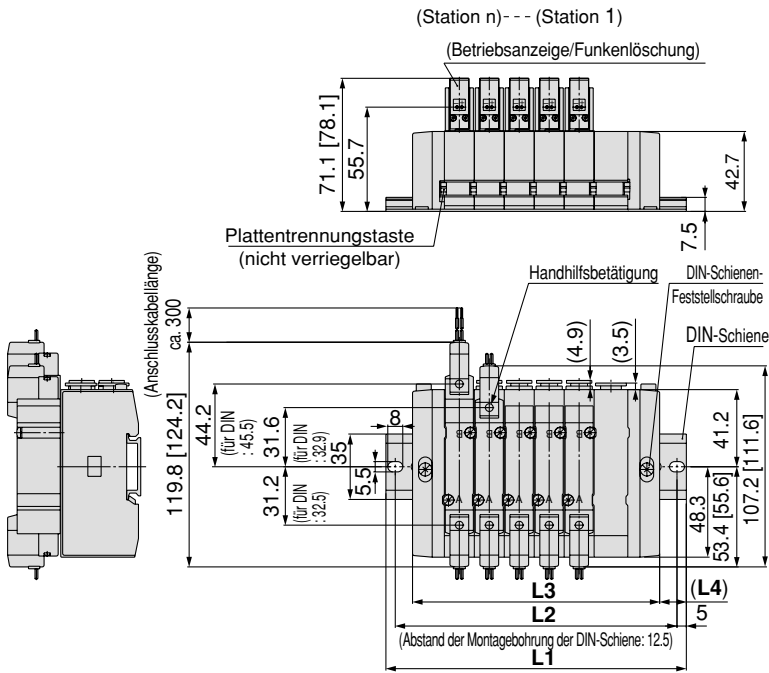 (Station n)--- (Station 1)
(Betriebsanzeige/Funkenlöschung)
71.1 [78.1]
55.7
42.7
7.5
Plattentrennungstaste
(nicht verriegelbar)
Handhilfsbetätigung
DIN-Schienen-
Feststellschraube
DIN-Schiene
(Anschlusskabellänge)
ca. 300
(4.9)
(3.5)
119.8 [124.2]
44.2
(für DIN
: 45.5)
31.6
(für DIN
: 32.9)
8
35
5.5
31.2
(für DIN
: 32.5)
B B B B B
A A A A A
41.2
48.3
53.4 [55.6]
107.2 [111.6]
L3
(L4)
L2
5
(Abstand der Montagebohrung der DIN-Schiene: 12.5)
L1